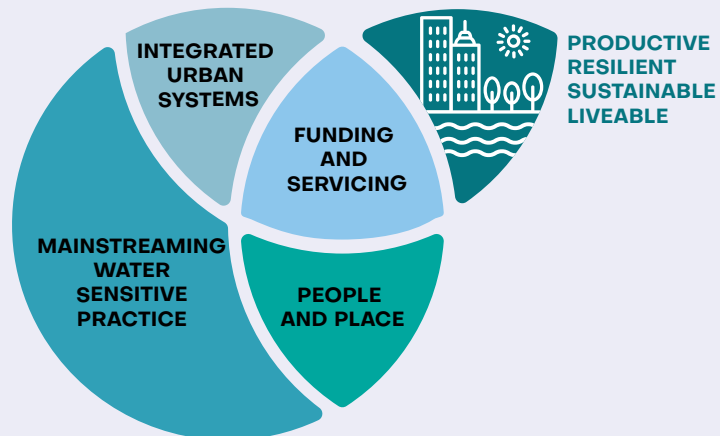 INTEGRATED
URBAN
SYSTEMS
PRODUCTIVE
RESILIENT
SUSTAINABLE
LIVEABLE
FUNDING
AND
SERVICING
MAINSTREAMING
WATER
SENSITIVE
PRACTICE
PEOPLE
AND PLACE